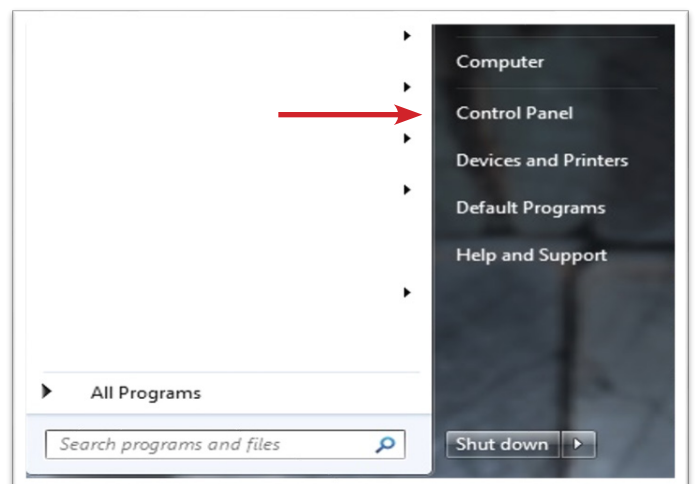 Computer
Control Panel
Devices and Printers
Default Programs
Help and Support
All Programs
Search programs and files
Shut down